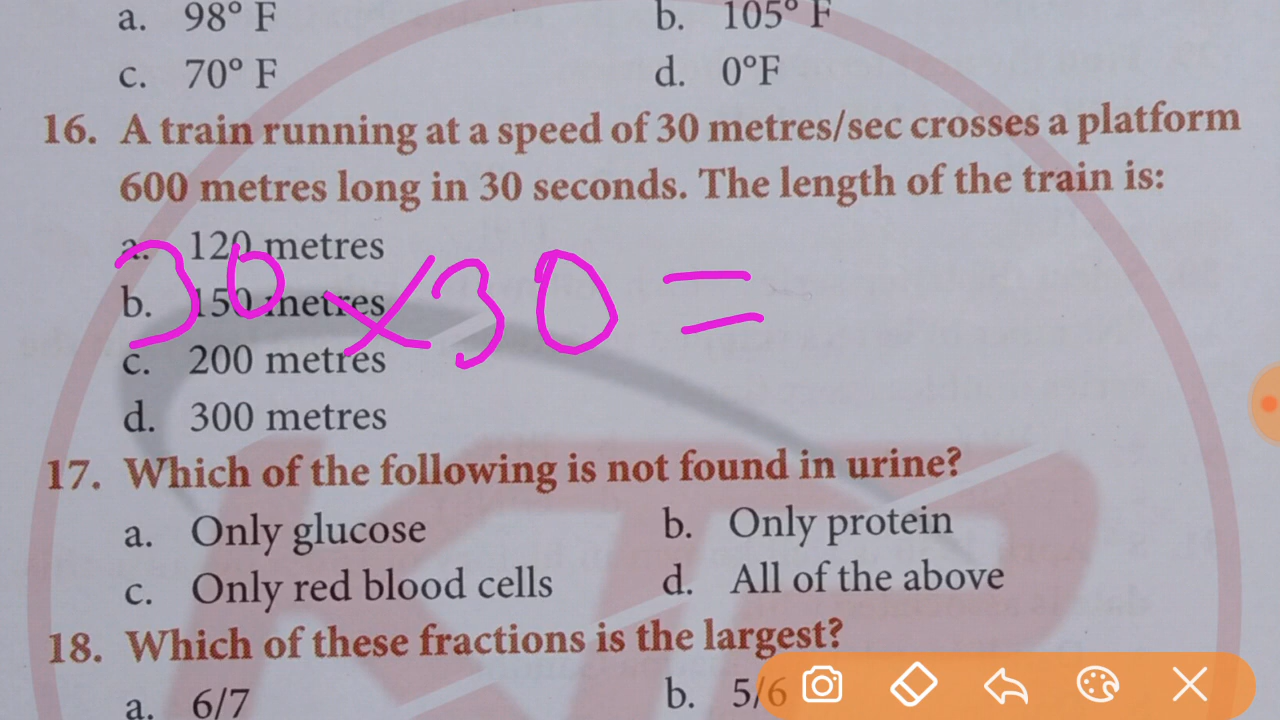 a. 98° F b. 105° F
c. 70° F d. 0°F
16. A train running at a speed of 30 metres/sec crosses a platform
600 metres long in 30 seconds. The length of the train is:
a. 120 metres
b. 150 metres
c. 200 metres
d. 300 metres
30 × 30 =
17. Which of the following is not found in urine?
a. Only glucose b. Only protein
c. Only red blood cells d. All of the above
18. Which of these fractions is the largest?
a. 6/7 b. 5/6
KTP